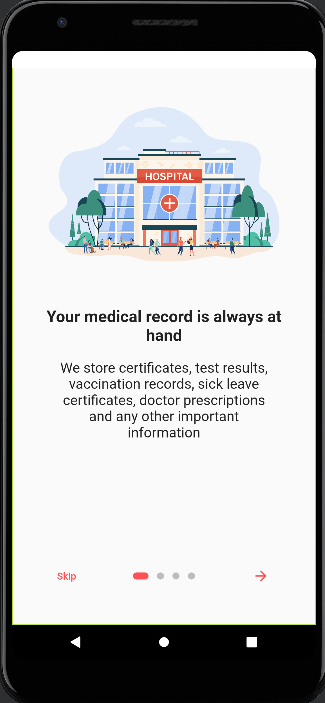 HOSPITAL
Your medical record is always at
hand
We store certificates, test results,
vaccination records, sick leave
certificates, doctor prescriptions
and any other important
information
Skip